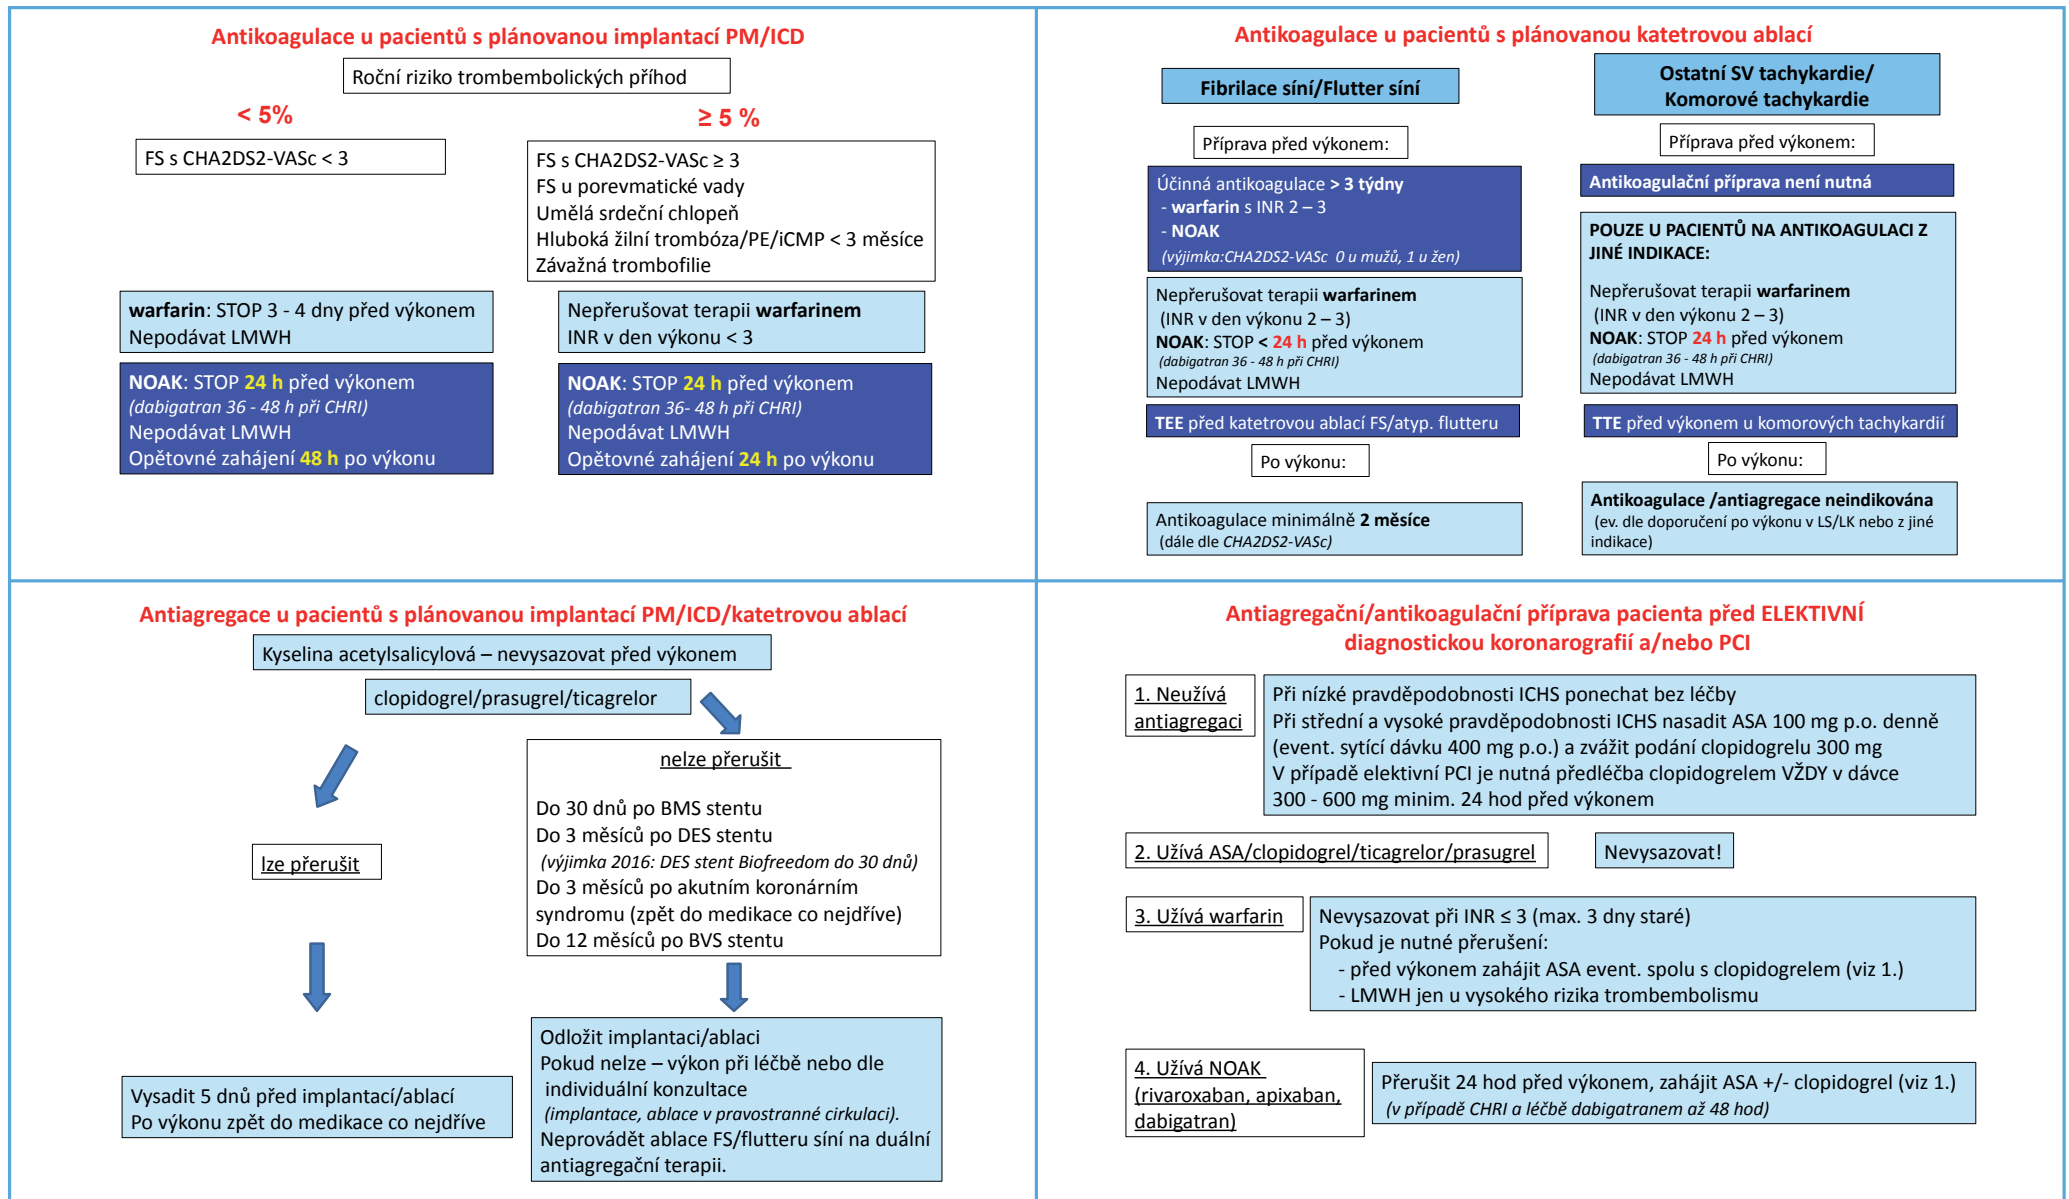 Antikoagulace u pacientů s plánovanou implantací PM/ICD
Roční riziko trombembolických příhod
< 5%
FS s CHA2DS2-VASc < 3
warfarin: STOP 3 - 4 dny před výkonem
Nepodávat LMWH
NOAK: STOP 24 h před výkonem
(dabigatran 36 - 48 h při CHRI)
Nepodávat LMWH
Opětovné zahájení 48 h po výkonu
≥ 5 %
FS s CHA2DS2-VASc ≥ 3
FS u porevmatické vady
Umělá srdeční chlopeň
Hluboká žilní trombóza/PE/iCMP < 3 měsíce
Závažná trombofilie
Nepřerušovat terapii warfarinem
INR v den výkonu < 3
NOAK: STOP 24 h před výkonem
(dabigatran 36- 48 h při CHRI)
Nepodávat LMWH
Opětovné zahájení 24 h po výkonu
Antikoagulace u pacientů s plánovanou katetrovou ablací
Fibrilace síní/Flutter síní
Příprava před výkonem:
Účinná antikoagulace > 3 týdny
- warfarin s INR 2 – 3
- NOAK
(výjimka:CHA2DS2-VASc 0 u mužů, 1 u žen)
Nepřerušovat terapii warfarinem
(INR v den výkonu 2 – 3)
NOAK: STOP < 24 h před výkonem
(dabigatran 36 - 48 h při CHRI)
Nepodávat LMWH
TEE před katetrovou ablací FS/atyp. flutteru
Po výkonu:
Antikoagulace minimálně 2 měsíce
(dále dle CHA2DS2-VASc)
Ostatní SV tachykardie/
Komorové tachykardie
Příprava před výkonem:
Antikoagulační příprava není nutná
POUZE U PACIENTŮ NA ANTIKOAGULACI Z
JINÉ INDIKACE:
Nepřerušovat terapii warfarinem
(INR v den výkonu 2 – 3)
NOAK: STOP 24 h před výkonem
(dabigatran 36 - 48 h při CHRI)
Nepodávat LMWH
TTE před výkonem u komorových tachykardií
Po výkonu:
Antikoagulace /antiagregace neindikována
(ev. dle doporučení po výkonu v LS/LK nebo z jiné
indikace)
Antiagregace u pacientů s plánovanou implantací PM/ICD/katetrovou ablací
Kyselina acetylsalicylová – nevysazovat před výkonem
clopidogrel/prasugrel/ticagrelor
lze přerušit
Vysadit 5 dnů před implantací/ablací
Po výkonu zpět do medikace co nejdříve
nelze přerušit
Do 30 dnů po BMS stentu
Do 3 měsíců po DES stentu
(výjimka 2016: DES stent Biofreedom do 30 dnů)
Do 3 měsíců po akutním koronárním
syndromu (zpět do medikace co nejdříve)
Do 12 měsíců po BVS stentu
Odložit implantaci/ablaci
Pokud nelze – výkon při léčbě nebo dle
individuální konzultace
(implantace, ablace v pravostranné cirkulaci).
Neprovádět ablace FS/flutteru síní na duální
antiagregační terapii.
Antiagregační/antikoagulační příprava pacienta před ELEKTIVNÍ
diagnostickou koronarografií a/nebo PCI
1. Neužívá
antiagregaci
Při nízké pravděpodobnosti ICHS ponechat bez léčby
Při střední a vysoké pravděpodobnosti ICHS nasadit ASA 100 mg p.o. denně
(event. sytící dávku 400 mg p.o.) a zvážit podání clopidogrelu 300 mg
V případě elektivní PCI je nutná předléčba clopidogrelem VŽDY v dávce
300 - 600 mg minim. 24 hod před výkonem
2. Užívá ASA/clopidogrel/ticagrelor/prasugrel
Nevysazovat!
3. Užívá warfarin
Nevysazovat při INR ≤ 3 (max. 3 dny staré)
Pokud je nutné přerušení:
- před výkonem zahájit ASA event. spolu s clopidogrelem (viz 1.)
- LMWH jen u vysokého rizika trombembolismu
4. Užívá NOAK
(rivaroxaban, apixaban,
dabigatran)
Přerušit 24 hod před výkonem, zahájit ASA +/- clopidogrel (viz 1.)
(v případě CHRI a léčbě dabigatranem až 48 hod)